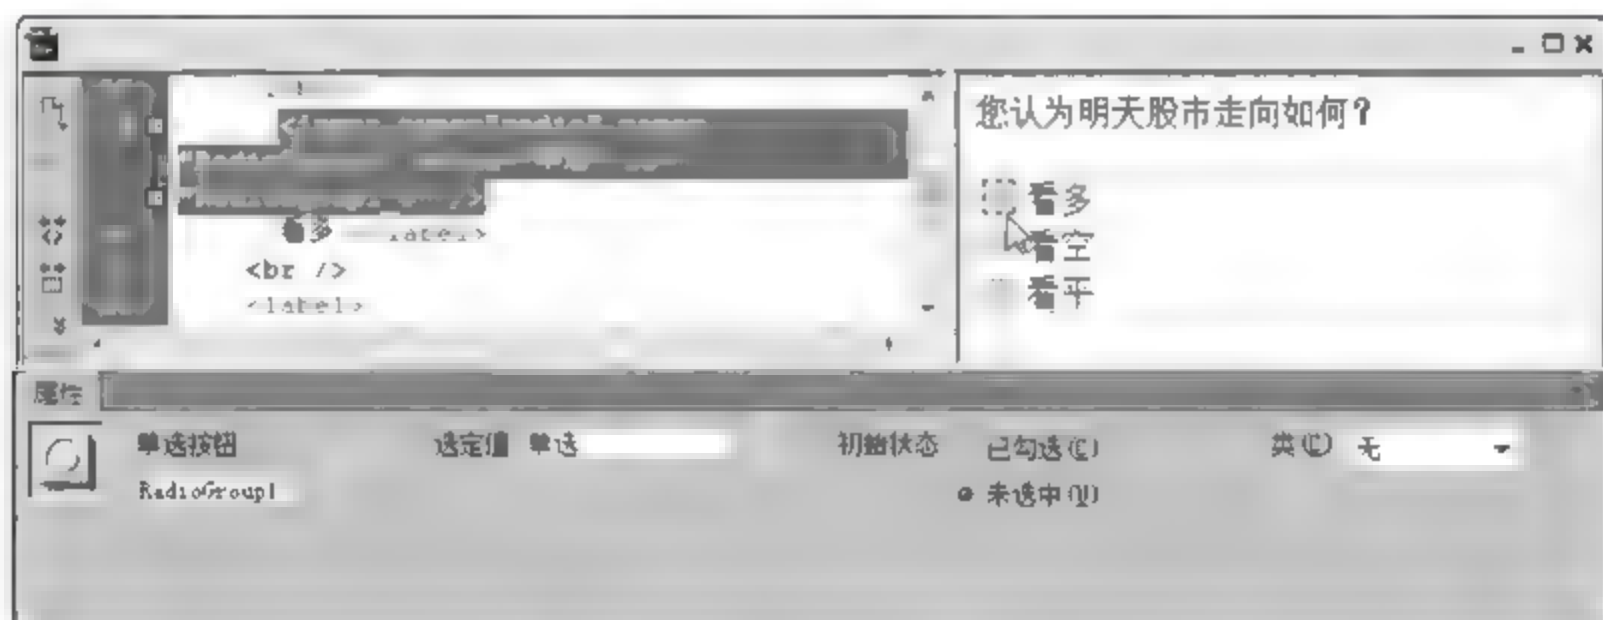 您认为明天股市走向如何?
看多
看空
看平
看多
<br />
<label>
属性
单选按钮 选定值 单选 初始状态 已勾选(C) 类(C) 无
RadioGroup1 未选中(U)